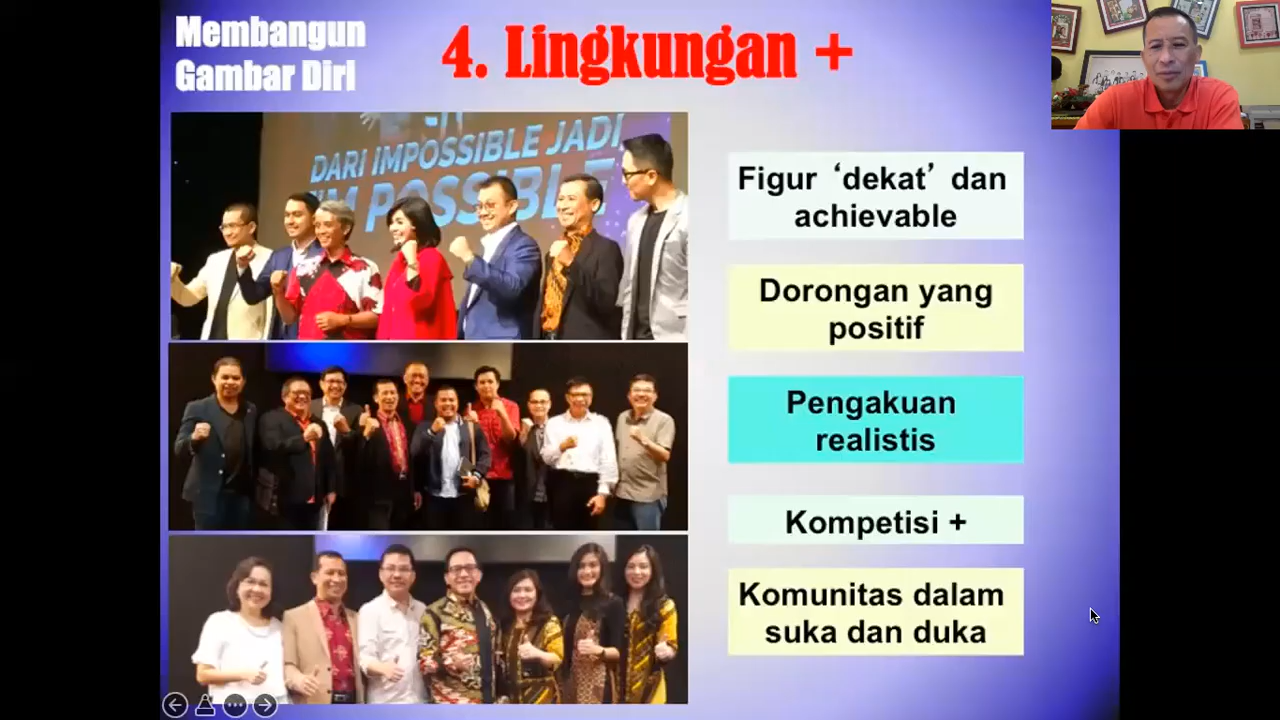 Membangun
Gambar Diri
4. Lingkungan +
DARI IMPOSSIBLE JADI
I'M POSSIBLE
Figur ‘dekat’ dan
achievable
Dorongan yang
positif
Pengakuan
realistis
Kompetisi +
Komunitas dalam
suka dan duka